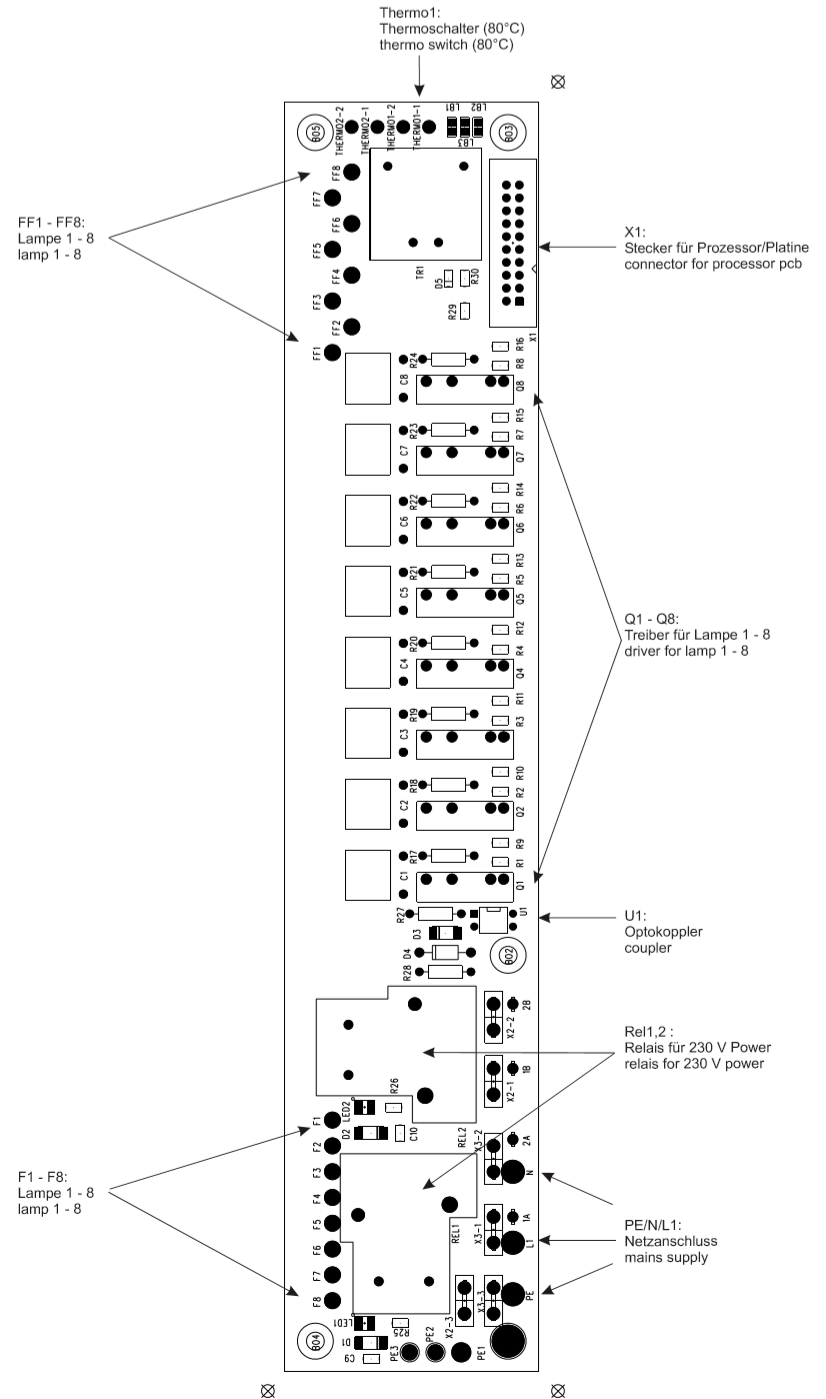 Thermo1:
Thermoschalter (80°C)
thermo switch (80°C)
LB1
LB2
LB3
B05
THERMO2-2
THERMO2-1
THERMO1-2
THERMO1-1
B03
FF8
FF7
FF6
FF5
FF4
FF3
FF2
FF1
FF1 - FF8:
Lampe 1 - 8
lamp 1 - 8
X1:
Stecker für Prozessor/Platine
connector for processor pcb
TR1
D5
R30
R29
X1
R16
R24
R8
C8
Q8
R15
R23
R7
C7
Q7
R14
R22
R6
C6
Q6
R13
R21
R5
C5
Q5
R12
R20
R4
C4
Q4
Q1 - Q8:
Treiber für Lampe 1 - 8
driver for lamp 1 - 8
R11
R19
R3
C3
Q3
R10
R18
R2
C2
Q2
R9
R17
R1
C1
Q1
R27
U1
D3
D4
R28
B02
U1:
Optokoppler
coupler
2B
X2-2
1B
X2-1
Rel1,2 :
Relais für 230 V Power
relais for 230 V power
R26
LED2
D2
C10
REL2
X3-2
2A
N
F1
F2
F3
F4
F5
F6
F7
F8
F1 - F8:
Lampe 1 - 8
lamp 1 - 8
REL1
X3-1
1A
L1
PE/N/L1:
Netzanschluss
mains supply
X3-3
PE
X2-3
LED1
R25
B04
D1
C9
PE3
PE2
PE1